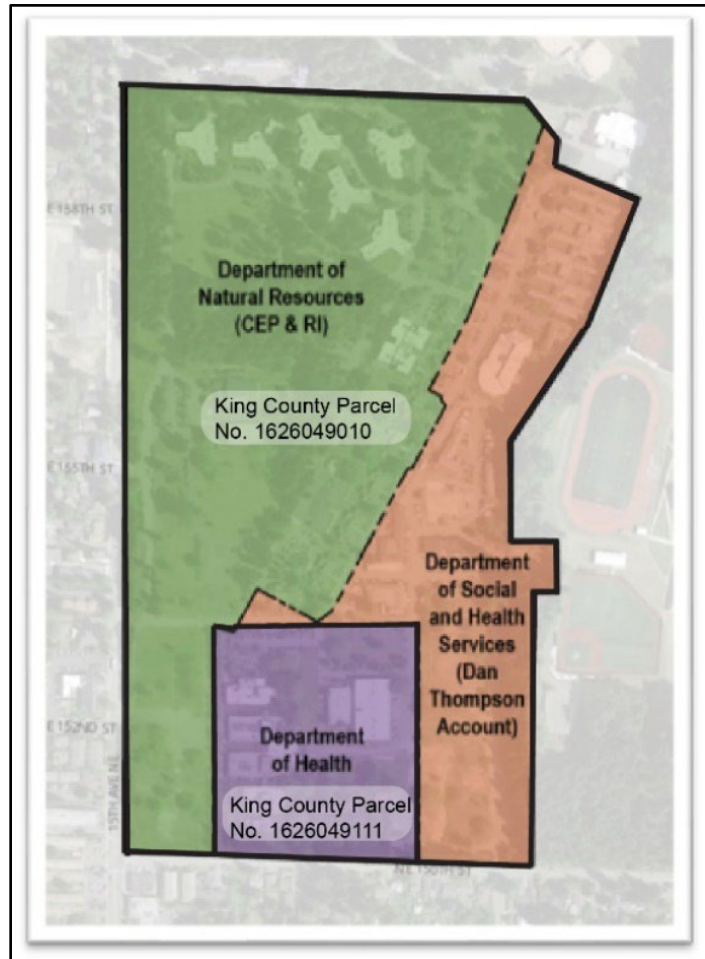 E 158TH ST
Department of
Natural Resources
(CEP & RI)
King County Parcel
No. 1626049010
E 155TH ST
Department
of Social
and Health
Services
(Dan
Thompson
Account)
E 152ND ST
Department
of Health
King County Parcel
No. 1626049111
15TH AVE NE
NE 150TH ST